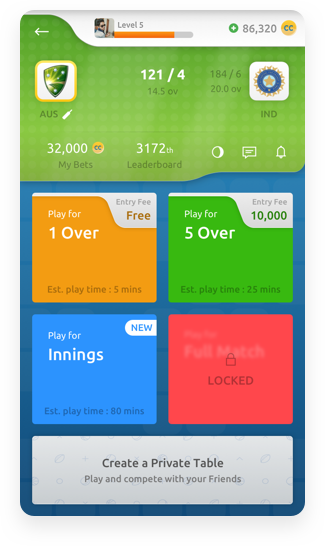 Level 5
86,320 CC
121 / 4
14.5 ov
184 / 6
20.0 ov
AUS
IND
32,000 CC
My Bets
3172th
Leaderboard
Play for
1 Over
Entry Fee
Free
Est. play time : 5 mins
Play for
5 Over
Entry Fee
10,000
Est. play time : 25 mins
NEW
Play for
Innings
Est. play time : 80 mins
Play for
Full Match
LOCKED
Create a Private Table
Play and compete with your Friends